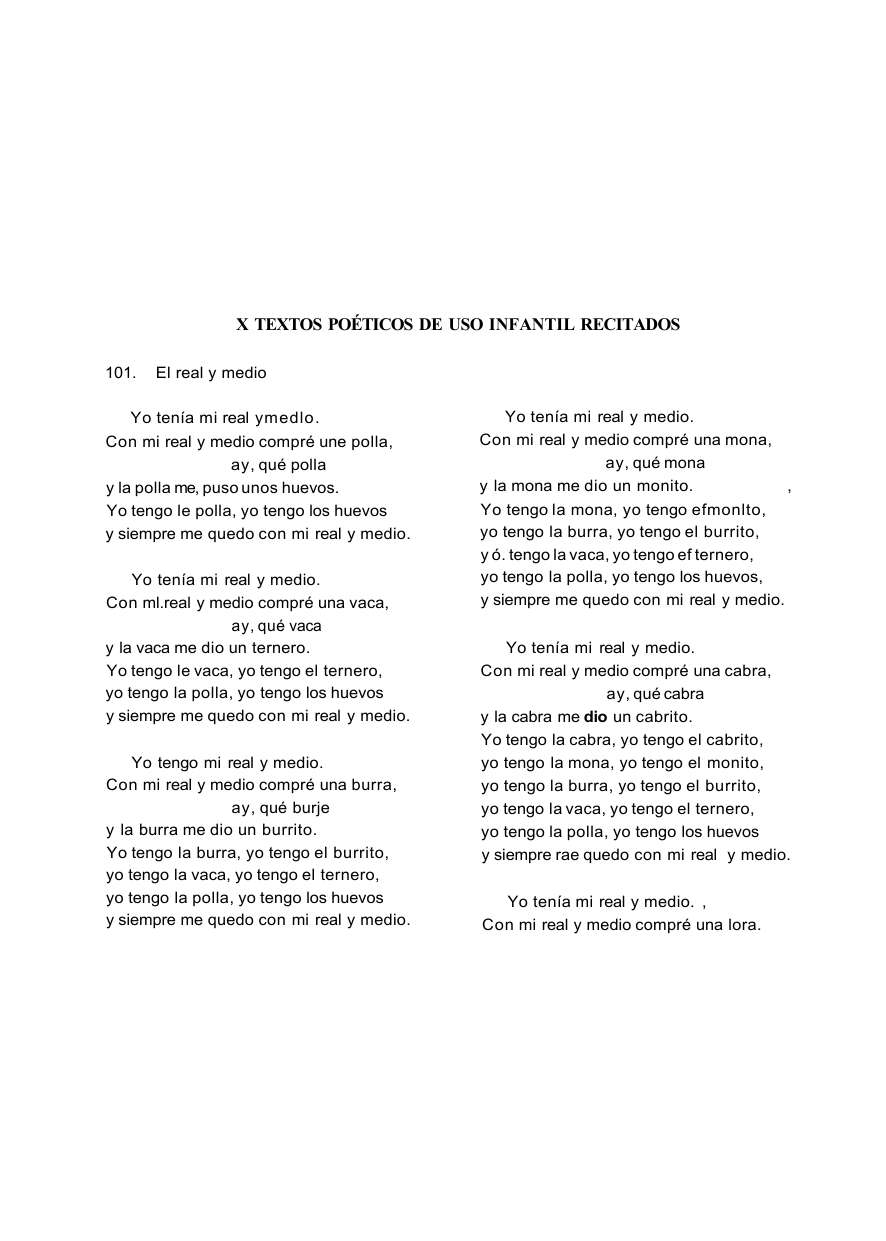 X TEXTOS POÉTICOS DE USO INFANTIL RECITADOS
101. El real y medio
Yo tenía mi real ymedlo.
Con mi real y medio compré une polla,
ay, qué polla
y la polla me, puso unos huevos.
Yo tengo le polla, yo tengo los huevos
y siempre me quedo con mi real y medio.
Yo tenía mi real y medio.
Con ml.real y medio compré una vaca,
ay, qué vaca
y la vaca me dio un ternero.
Yo tengo le vaca, yo tengo el ternero,
yo tengo la polla, yo tengo los huevos
y siempre me quedo con mi real y medio.
Yo tengo mi real y medio.
Con mi real y medio compré una burra,
ay, qué burje
y la burra me dio un burrito.
Yo tengo la burra, yo tengo el burrito,
yo tengo la vaca, yo tengo el ternero,
yo tengo la polla, yo tengo los huevos
y siempre me quedo con mi real y medio.
Yo tenía mi real y medio.
Con mi real y medio compré una mona,
ay, qué mona
y la mona me dio un monito. ,
Yo tengo la mona, yo tengo efmonlto,
yo tengo la burra, yo tengo el burrito,
y ó. tengo la vaca, yo tengo ef ternero,
yo tengo la polla, yo tengo los huevos,
y siempre me quedo con mi real y medio.
Yo tenía mi real y medio.
Con mi real y medio compré una cabra,
ay, qué cabra
y la cabra me dio un cabrito.
Yo tengo la cabra, yo tengo el cabrito,
yo tengo la mona, yo tengo el monito,
yo tengo la burra, yo tengo el burrito,
yo tengo la vaca, yo tengo el ternero,
yo tengo la polla, yo tengo los huevos
y siempre rae quedo con mi real y medio.
Yo tenía mi real y medio. ,
Con mi real y medio compré una lora.